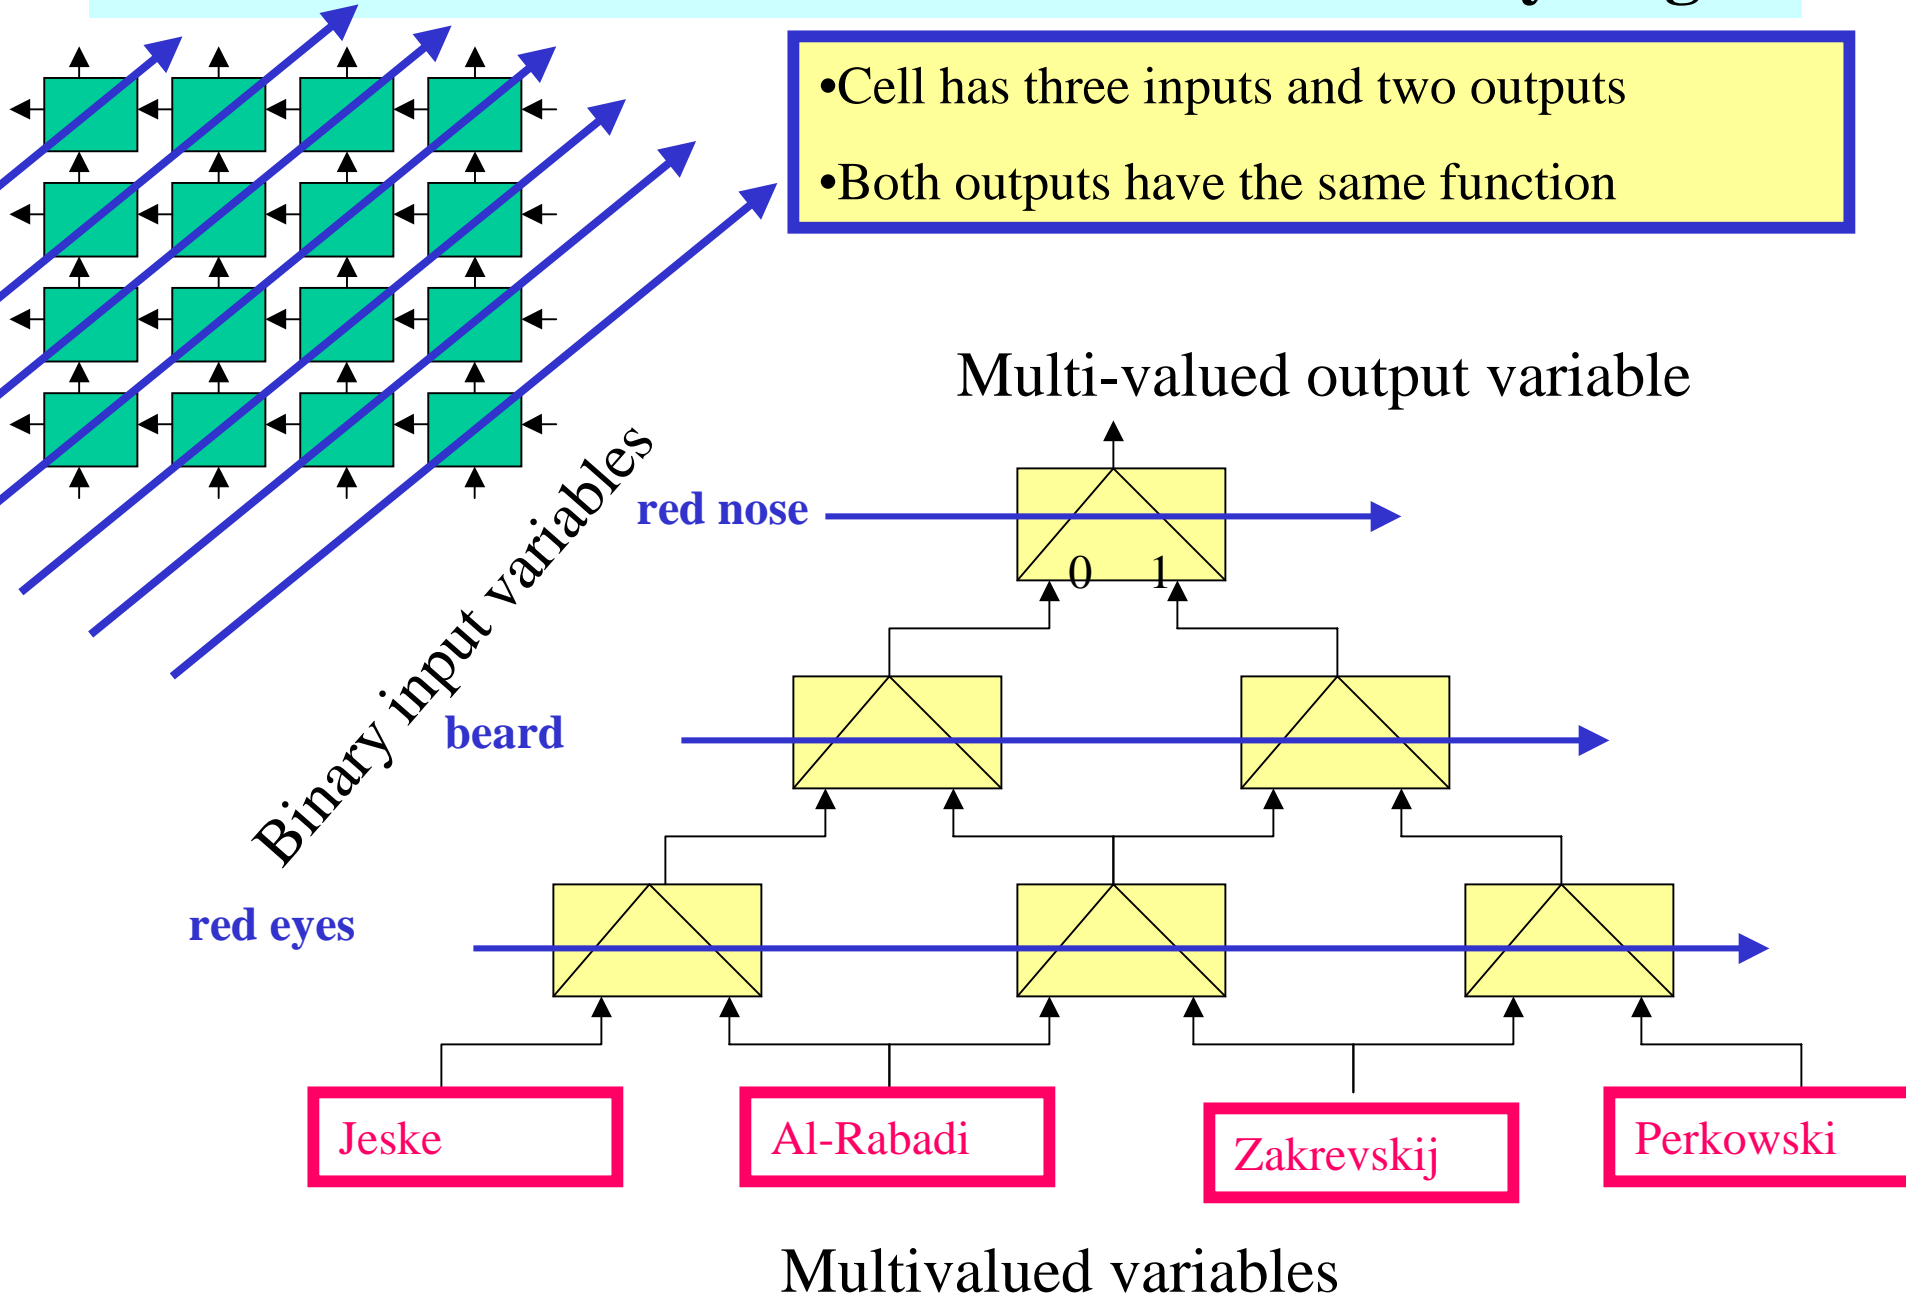 •Cell has three inputs and two outputs
•Both outputs have the same function
Multi-valued output variable
Binary input variables
red nose
0 1
beard
red eyes
Jeske
Al-Rabadi
Zakrevskij
Perkowski
Multivalued variables